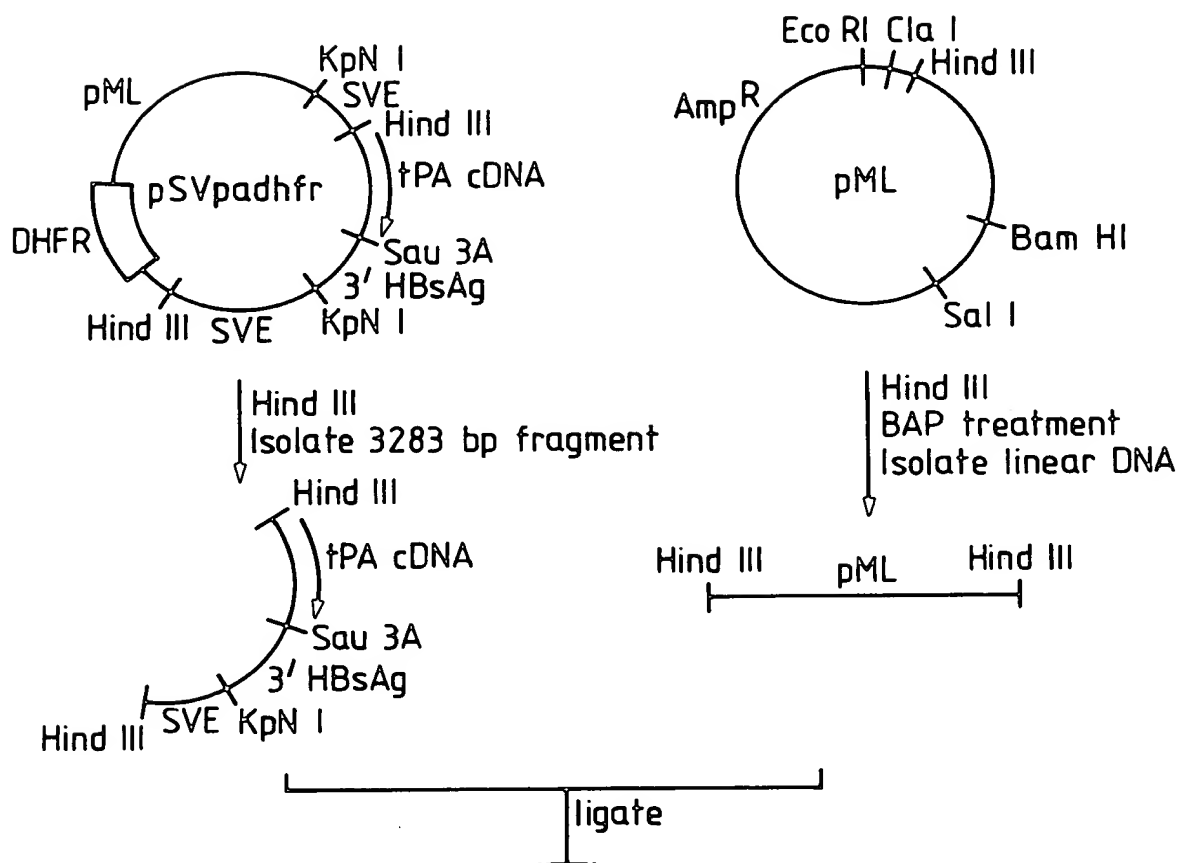 KpN I
SVE
pML
Hind III
pSVpadhfr
tPA cDNA
DHFR
Sau 3A
3' HBsAg
Hind III
SVE
KpN I
Eco RI
Cla I
Hind III
Amp R
pML
Bam HI
Sal I
Hind III
Isolate 3283 bp fragment
Hind III
BAP treatment
Isolate linear DNA
Hind III
tPA cDNA
Sau 3A
3' HBsAg
Hind III
SVE
KpN I
Hind III
pML
Hind III
ligate